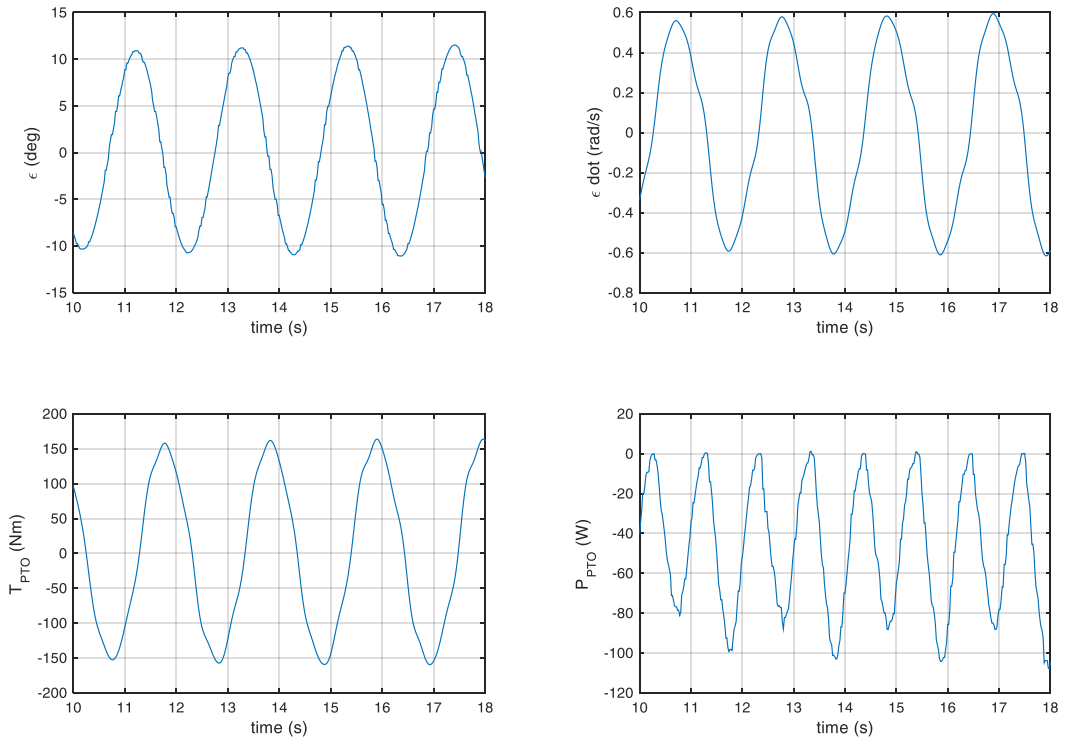 15
10
5
0
-5
-10
-15
ϵ (deg)
10 11 12 13 14 15 16 17 18
time (s)
0.6
0.4
0.2
0
-0.2
-0.4
-0.6
-0.8
ϵ dot (rad/s)
10 11 12 13 14 15 16 17 18
time (s)
200
150
100
50
0
-50
-100
-150
-200
T_PTO (Nm)
10 11 12 13 14 15 16 17 18
time (s)
20
0
-20
-40
-60
-80
-100
-120
P_PTO (W)
10 11 12 13 14 15 16 17 18
time (s)